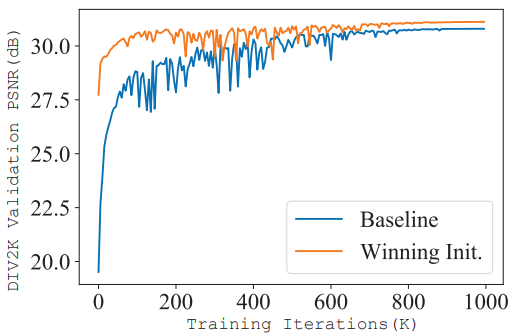 DIV2K Validation PSNR(dB)
30.0
27.5
25.0
22.5
20.0
Baseline
Winning Init.
0 200 400 600 800 1000
Training Iterations(K)